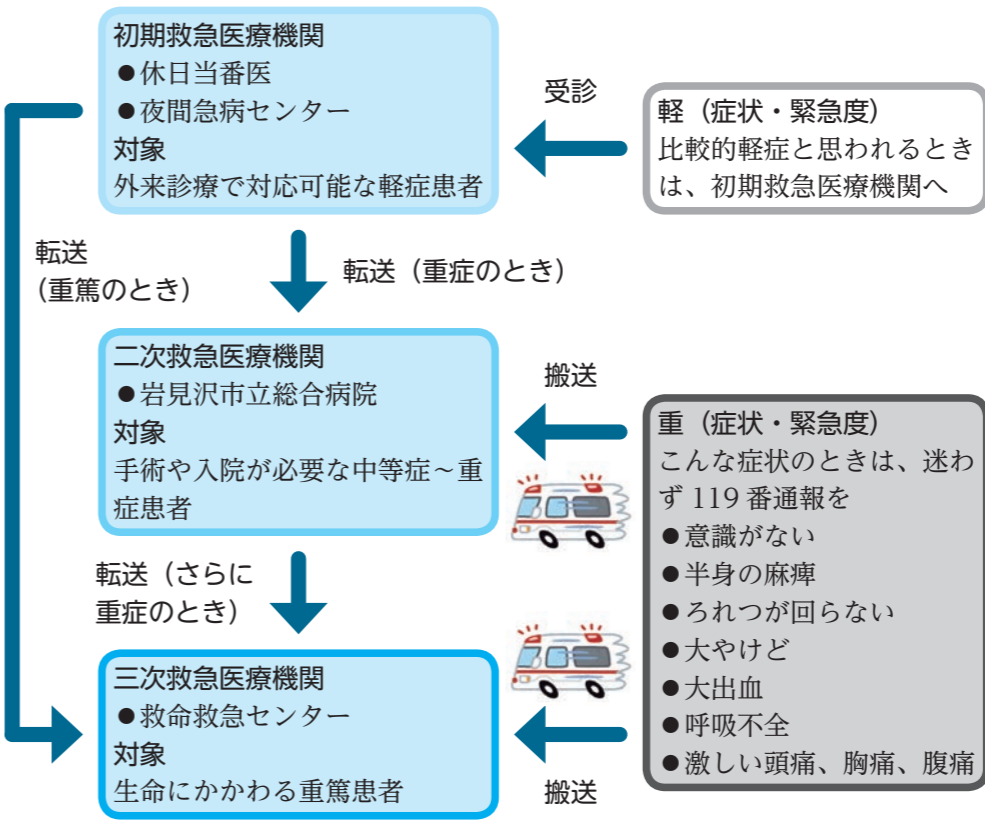 初期救急医療機関
●休日当番医
●夜間急病センター
対象
外来診療で対応可能な軽症患者
受診
軽（症状・緊急度）
比較的軽症と思われるとき
は、初期救急医療機関へ
転送
（重篤のとき）
転送（重症のとき）
二次救急医療機関
●岩見沢市立総合病院
対象
手術や入院が必要な中等症～重
症患者
搬送
重（症状・緊急度）
こんな症状のときは、迷わ
ず 119 番通報を
●意識がない
●半身の麻痺
●ろれつが回らない
●大やけど
●大出血
●呼吸不全
●激しい頭痛、胸痛、腹痛
転送（さらに
重症のとき）
三次救急医療機関
●救命救急センター
対象
生命にかかわる重篤患者
搬送